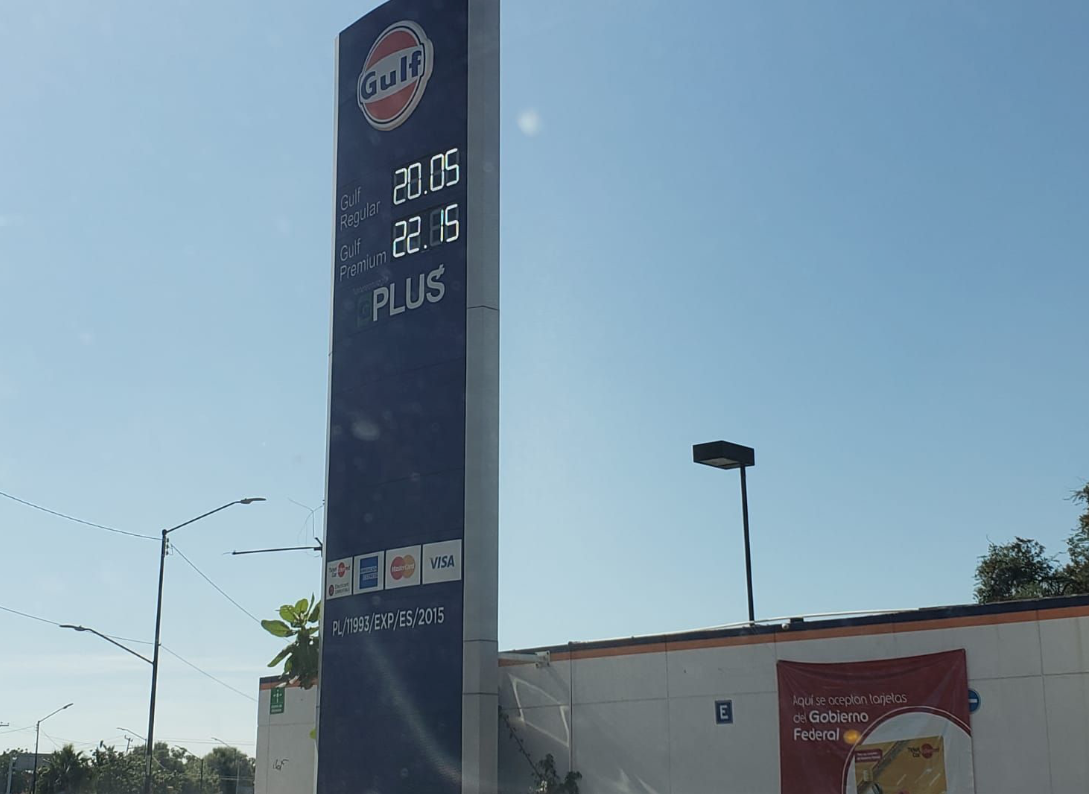 Gulf
Gulf
Regular
20.05
Gulf
Premium
22.15
PLUS
VISA
PL/11993/EXP/ES/2015
E
Aquí se aceptan tarjetas
del Gobierno
Federal